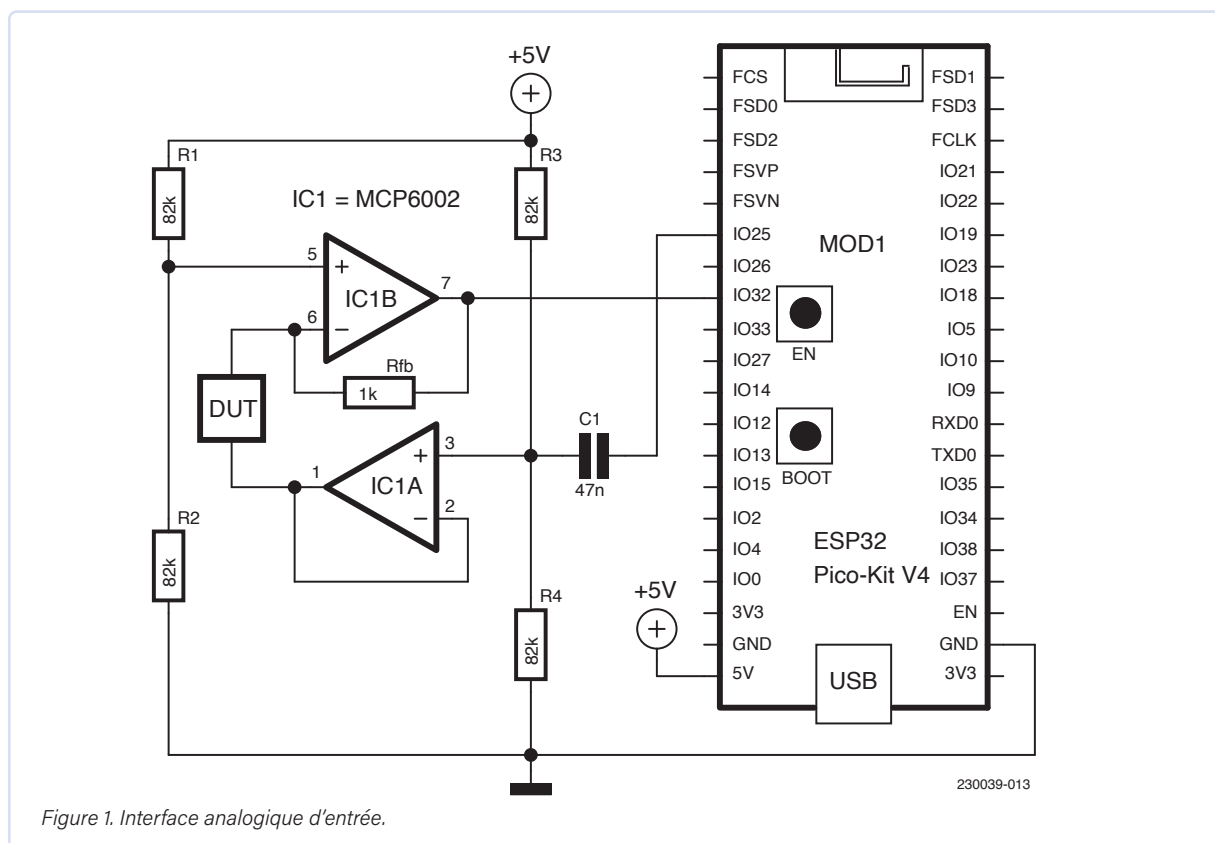 +5V
+
R1
82k
R3
82k
IC1 = MCP6002
5
+
IC1B
7
6
−
Rfb
1k
DUT
C1
47n
3
+
IC1A
1
2
−
R2
82k
R4
82k
+5V
+
FCS
FSD0
FSD2
FSVP
FSVN
IO25
IO26
IO32
IO33
IO27
IO14
IO12
IO13
IO15
IO2
IO4
IO0
3V3
GND
5V
MOD1
EN
BOOT
ESP32
Pico-Kit V4
USB
FSD1
FSD3
FCLK
IO21
IO22
IO19
IO23
IO18
IO5
IO10
IO9
RXD0
TXD0
IO35
IO34
IO38
IO37
EN
GND
3V3
230039-013
Figure 1. Interface analogique d’entrée.